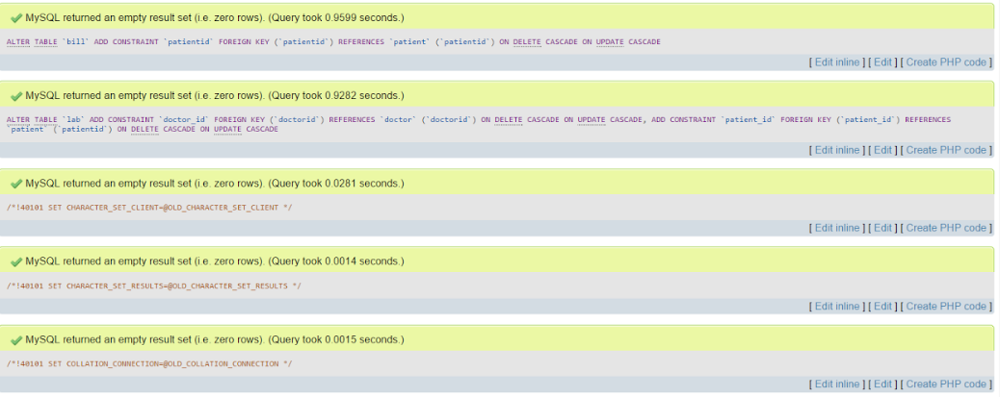 MySQL returned an empty result set (i.e. zero rows). (Query took 0.9599 seconds.)
ALTER TABLE `bill` ADD CONSTRAINT `patientid` FOREIGN KEY (`patientid`) REFERENCES `patient` (`patientid`) ON DELETE CASCADE ON UPDATE CASCADE
[ Edit inline ] [ Edit ] [ Create PHP code ]
MySQL returned an empty result set (i.e. zero rows). (Query took 0.9282 seconds.)
ALTER TABLE `lab` ADD CONSTRAINT `doctor_id` FOREIGN KEY (`doctorid`) REFERENCES `doctor` (`doctorid`) ON DELETE CASCADE ON UPDATE CASCADE, ADD CONSTRAINT `patient_id` FOREIGN KEY (`patient_id`) REFERENCES
`patient` (`patientid`) ON DELETE CASCADE ON UPDATE CASCADE
[ Edit inline ] [ Edit ] [ Create PHP code ]
MySQL returned an empty result set (i.e. zero rows). (Query took 0.0281 seconds.)
/*!40101 SET CHARACTER_SET_CLIENT=@OLD_CHARACTER_SET_CLIENT */
[ Edit inline ] [ Edit ] [ Create PHP code ]
MySQL returned an empty result set (i.e. zero rows). (Query took 0.0014 seconds.)
/*!40101 SET CHARACTER_SET_RESULTS=@OLD_CHARACTER_SET_RESULTS */
[ Edit inline ] [ Edit ] [ Create PHP code ]
MySQL returned an empty result set (i.e. zero rows). (Query took 0.0015 seconds.)
/*!40101 SET COLLATION_CONNECTION=@OLD_COLLATION_CONNECTION */
[ Edit inline ] [ Edit ] [ Create PHP code ]